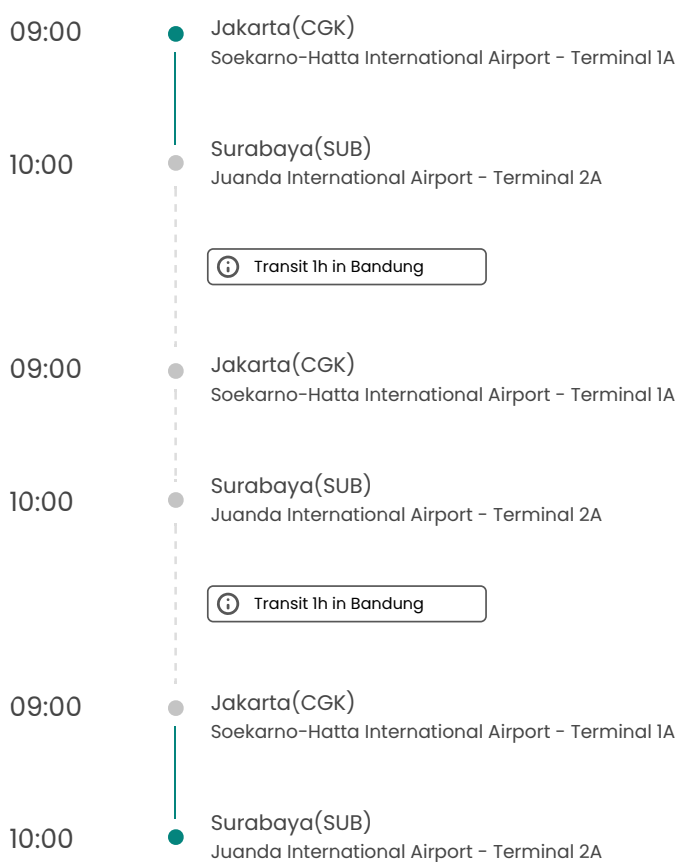 09:00
Jakarta(CGK)
Soekarno-Hatta International Airport - Terminal 1A
10:00
Surabaya(SUB)
Juanda International Airport - Terminal 2A
Transit 1h in Bandung
09:00
Jakarta(CGK)
Soekarno-Hatta International Airport - Terminal 1A
10:00
Surabaya(SUB)
Juanda International Airport - Terminal 2A
Transit 1h in Bandung
09:00
Jakarta(CGK)
Soekarno-Hatta International Airport - Terminal 1A
10:00
Surabaya(SUB)
Juanda International Airport - Terminal 2A